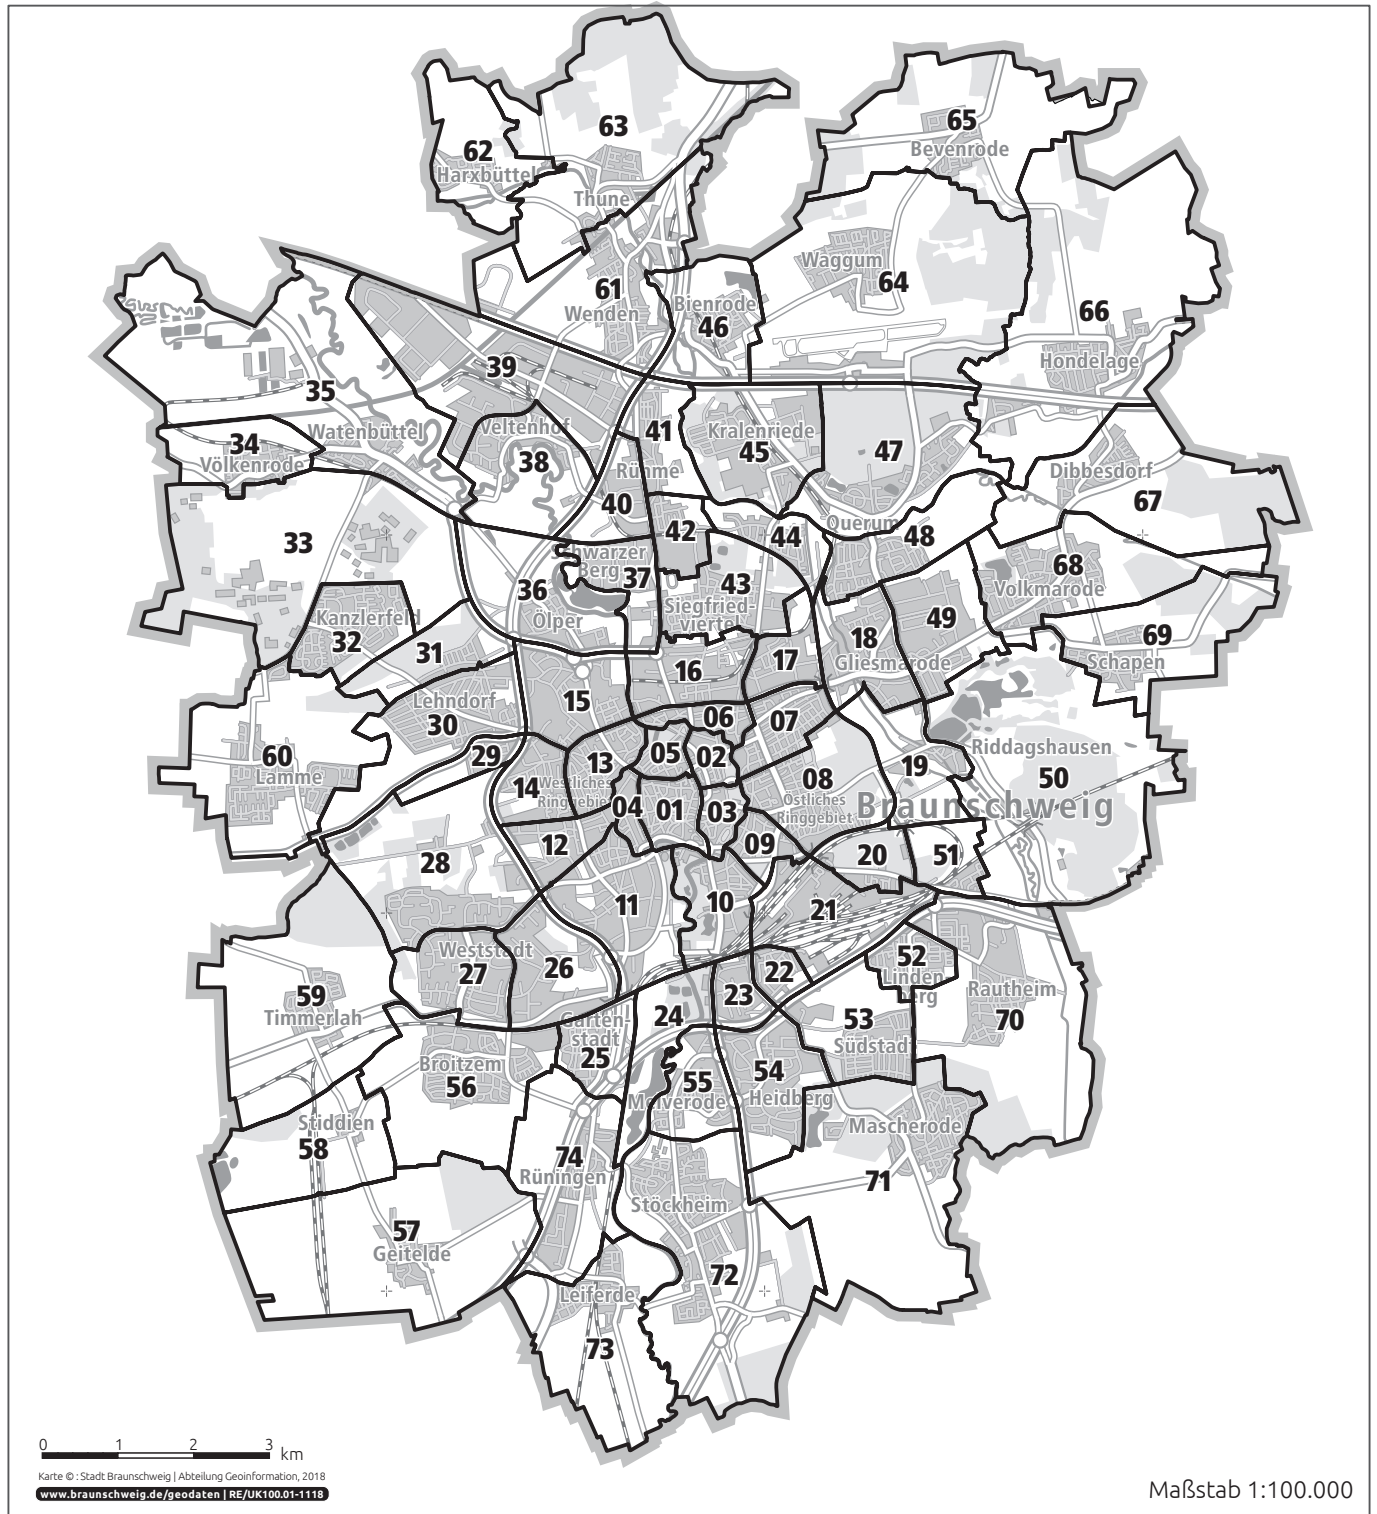 63
65
Bevenrode
62
Harxbüttel
Thune
Waggum
64
61
Wenden
Bienrode
46
66
Hondelage
39
35
Watenbüttel
34
Völkenrode
Veltenhof
38
41
Rühme
Kralenriede
45
47
Dibbesdorf
67
40
42
44
Querum
48
33
Schwarzer
Berg
37
36
Ölper
43
Siegfried-
viertel
68
Volkmarode
Kanzlerfeld
32
31
18
49
Gliesmarode
69
Schapen
16
17
Lehndorf
30
15
06
07
60
Lamme
29
13
05
02
08
19
Riddagshausen
50
14
Westliches
Ringgebiet
04
01
03
Östliches
Ringgebiet
Braunschweig
12
09
20
51
28
11
10
21
Weststadt
27
26
22
52
Linden-
berg
59
Timmerlah
23
24
Rautheim
70
Garten-
stadt
25
53
Südstadt
Broitzem
56
55
Melverode
54
Heidberg
Stiddien
58
Mascherode
71
74
Rüningen
Stöckheim
57
Geitelde
72
Leiferde
73
0 1 2 3 km
Karte © : Stadt Braunschweig | Abteilung Geoinformation, 2018
www.braunschweig.de/geodaten | RE/UK100.01-1118
Maßstab 1:100.000